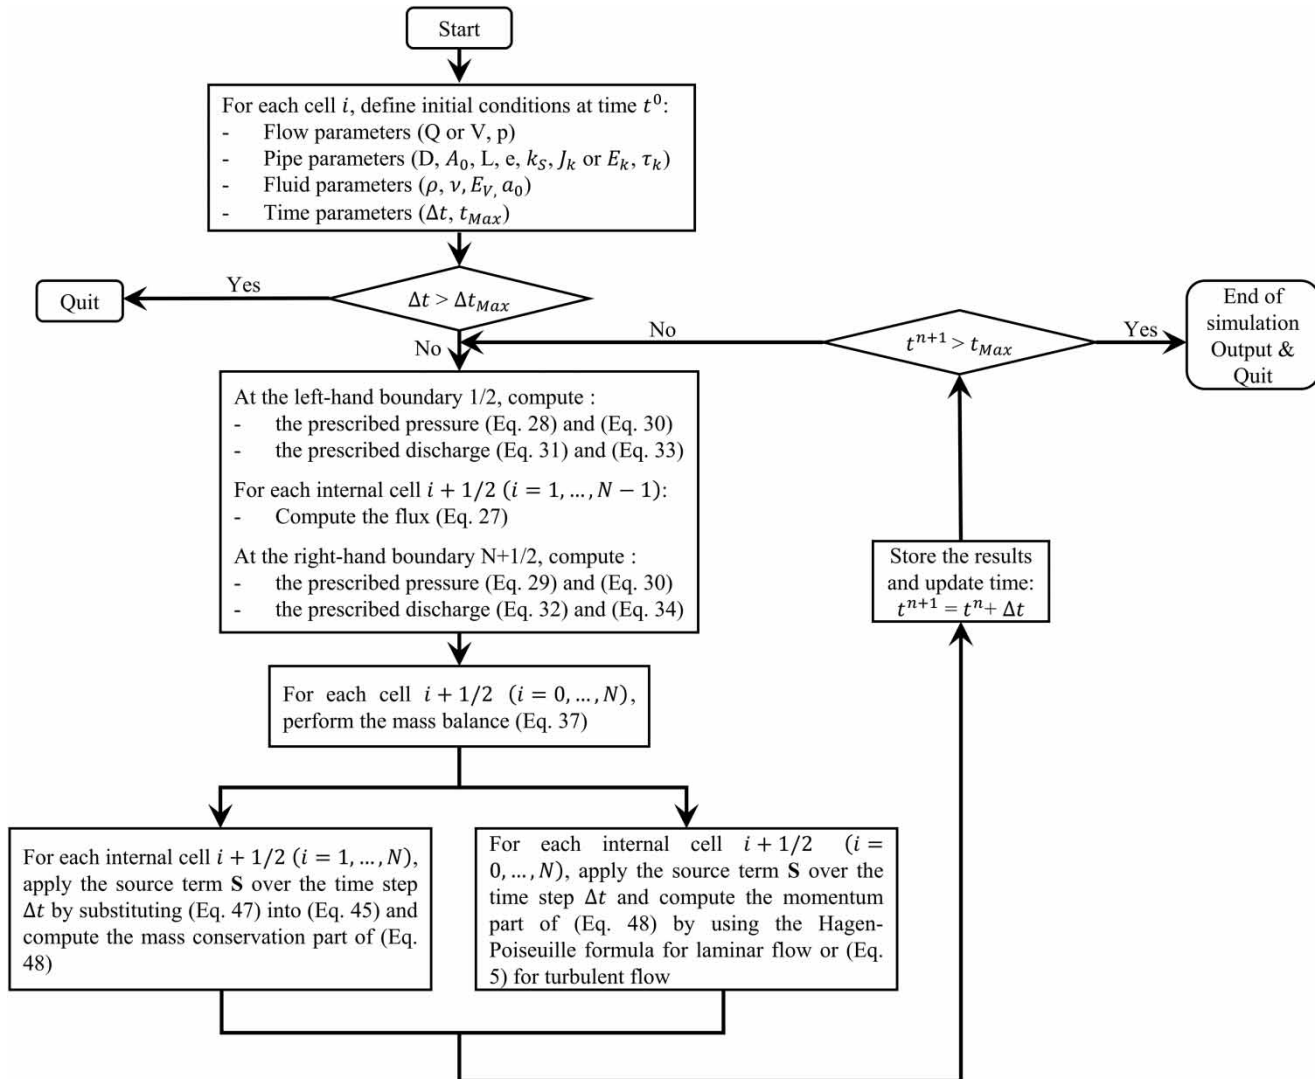 Start
For each cell i, define initial conditions at time t⁰:
- Flow parameters (Q or V, p)
- Pipe parameters (D, A₀, L, e, k_S, J_k or E_k, τ_k)
- Fluid parameters (ρ, ν, E_V, a₀)
- Time parameters (Δt, t_Max)
Yes
Quit
Δt > Δt_Max
No
No
t^{n+1} > t_Max
Yes
End of
simulation
Output &
Quit
At the left-hand boundary 1/2, compute :
- the prescribed pressure (Eq. 28) and (Eq. 30)
- the prescribed discharge (Eq. 31) and (Eq. 33)
For each internal cell i + 1/2 (i = 1, ..., N − 1):
- Compute the flux (Eq. 27)
At the right-hand boundary N+1/2, compute :
- the prescribed pressure (Eq. 29) and (Eq. 30)
- the prescribed discharge (Eq. 32) and (Eq. 34)
Store the results
and update time:
t^{n+1} = t^n + Δt
For each cell i + 1/2 (i = 0, ..., N),
perform the mass balance (Eq. 37)
For each internal cell i + 1/2 (i = 1, ..., N),
apply the source term S over the time step
Δt by substituting (Eq. 47) into (Eq. 45) and
compute the mass conservation part of (Eq.
48)
For each internal cell i + 1/2 (i =
0, ..., N), apply the source term S over the
time step Δt and compute the momentum
part of (Eq. 48) by using the Hagen-
Poiseuille formula for laminar flow or (Eq.
5) for turbulent flow